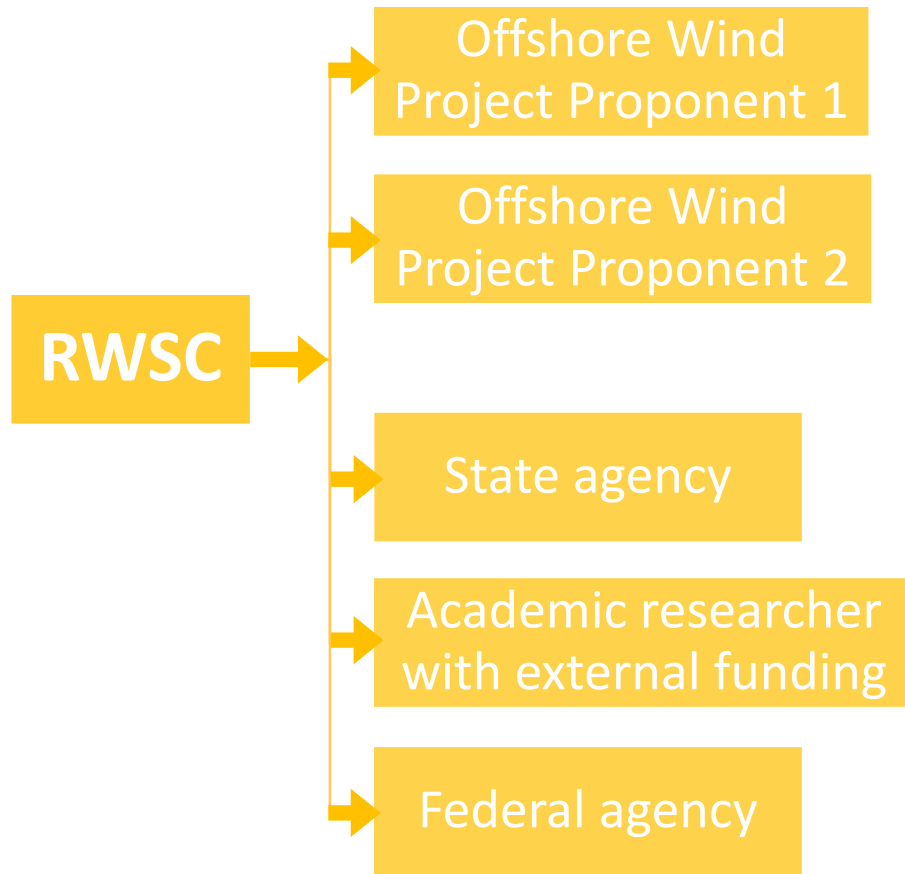 Offshore Wind
Project Proponent 1
Offshore Wind
Project Proponent 2
RWSC
State agency
Academic researcher
with external funding
Federal agency